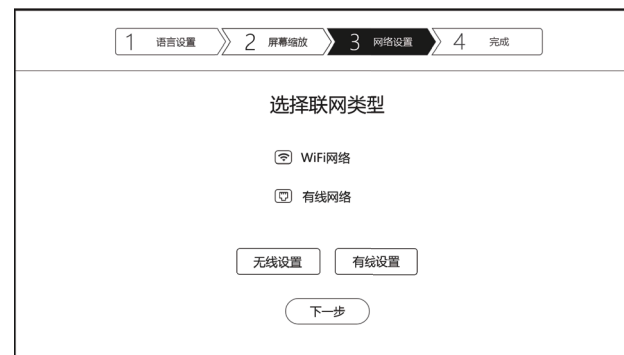 1 语言设置 2 屏幕缩放 3 网络设置 4 完成
选择联网类型
WiFi网络
有线网络
无线设置 有线设置
下一步